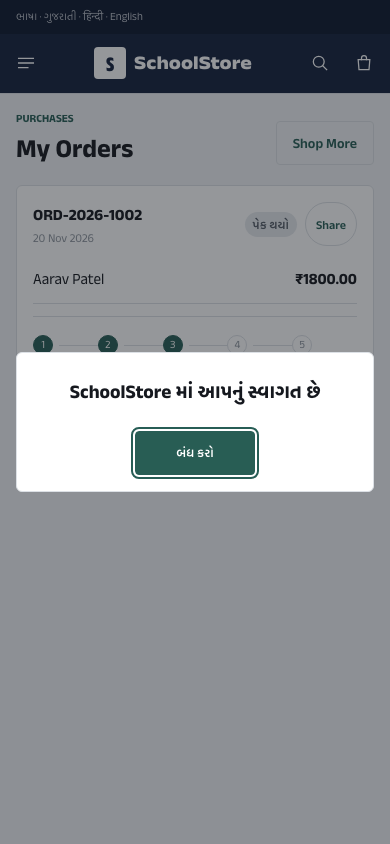 ભાષા · ગુજરાતી · हिन्दी · English
S SchoolStore
PURCHASES
My Orders
Shop More
ORD-2026-1002
20 Nov 2026
પેક થયો
Share
Aarav Patel
₹1800.00
1 2 3 4 5
SchoolStore માં આપનું સ્વાગત છે
બંધ કરો